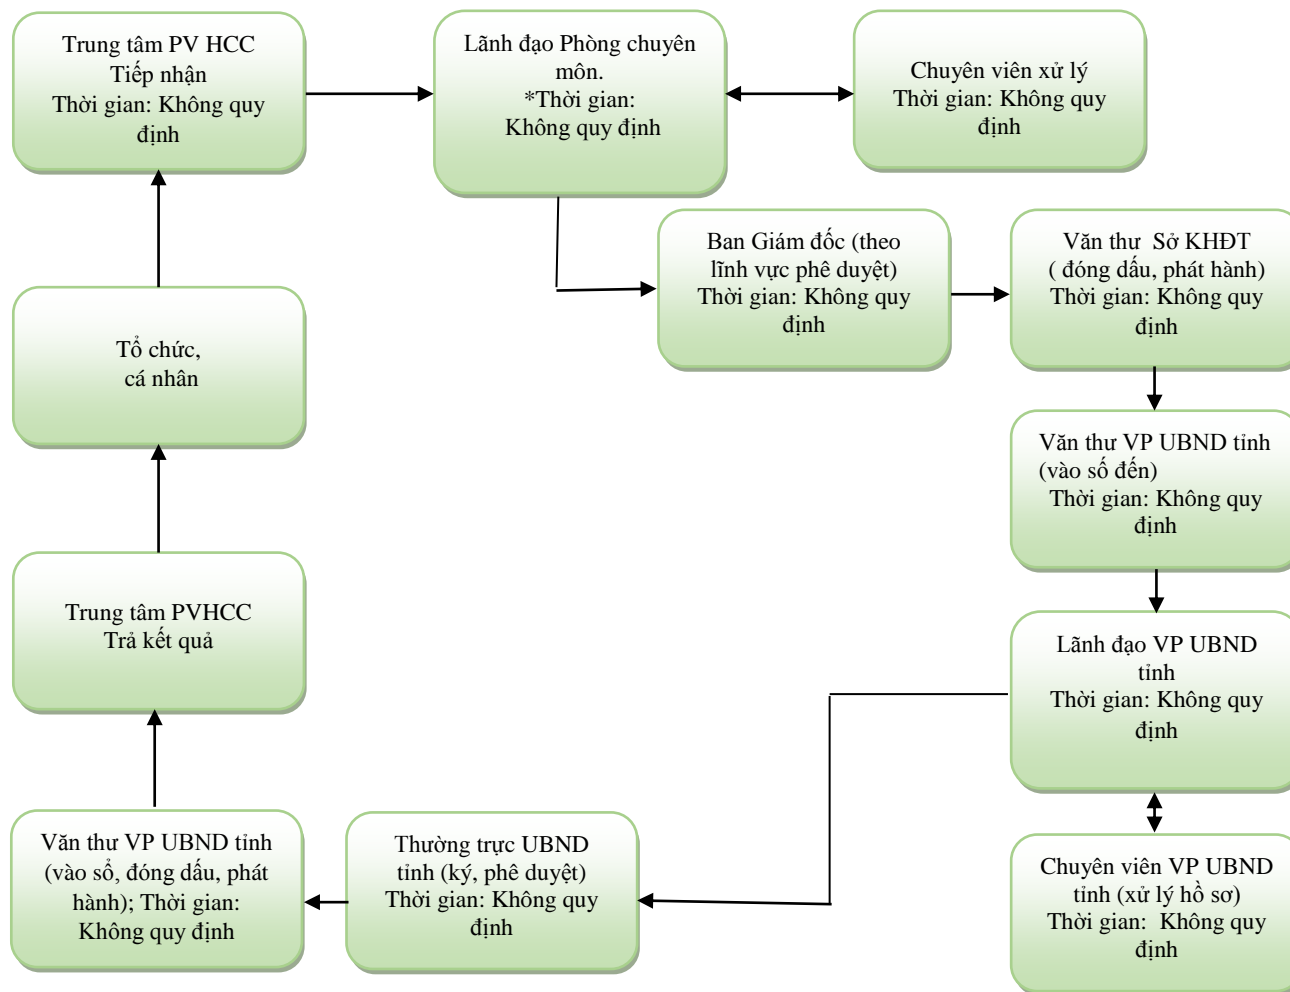 Trung tâm PV HCC
Tiếp nhận
Thời gian: Không quy
định
Lãnh đạo Phòng chuyên
môn.
*Thời gian:
Không quy định
Chuyên viên xử lý
Thời gian: Không quy
định
Ban Giám đốc (theo
lĩnh vực phê duyệt)
Thời gian: Không quy
định
Văn thư Sở KHĐT
( đóng dấu, phát hành)
Thời gian: Không quy
định
Tổ chức,
cá nhân
Văn thư VP UBND tỉnh
(vào số đến)
Thời gian: Không quy
định
Trung tâm PVHCC
Trả kết quả
Lãnh đạo VP UBND
tỉnh
Thời gian: Không quy
định
Văn thư VP UBND tỉnh
(vào sổ, đóng dấu, phát
hành); Thời gian:
Không quy định
Thường trực UBND
tỉnh (ký, phê duyệt)
Thời gian: Không quy
định
Chuyên viên VP UBND
tỉnh (xử lý hồ sơ)
Thời gian: Không quy
định